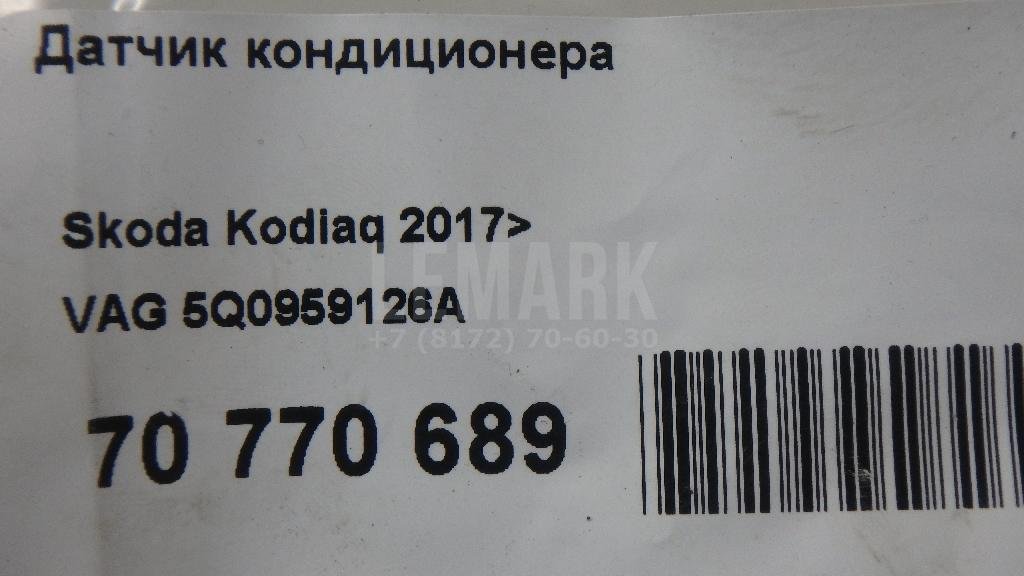 Датчик кондиционера
Skoda Kodiaq 2017>
LEMARK
VAG 5Q0959126A
+7 (8172) 70-60-30
70 770 689